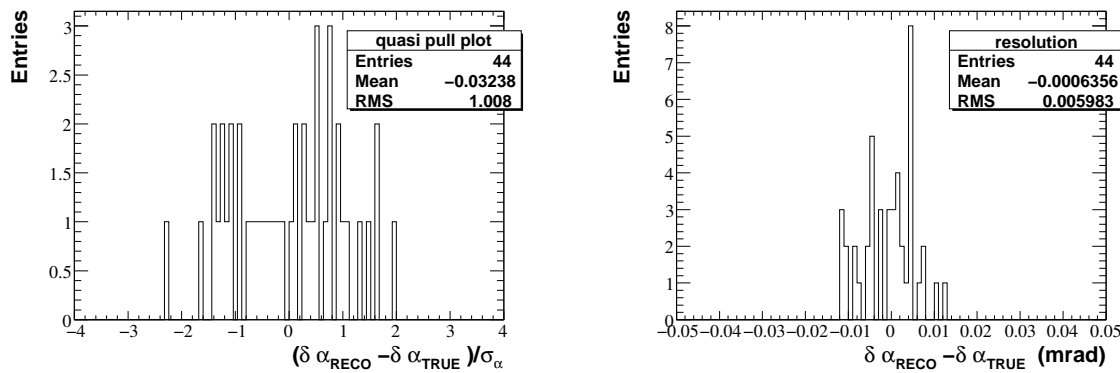 Entries
3
2.5
2
1.5
1
0.5
0
−4 −3 −2 −1 0 1 2 3 4
(δ α_RECO −δ α_TRUE )/σ_α
quasi pull plot
Entries 44
Mean −0.03238
RMS 1.008
Entries
8
7
6
5
4
3
2
1
0
−0.05 −0.04 −0.03 −0.02 −0.01 0 0.01 0.02 0.03 0.04 0.05
δ α_RECO −δ α_TRUE (mrad)
resolution
Entries 44
Mean −0.0006356
RMS 0.005983